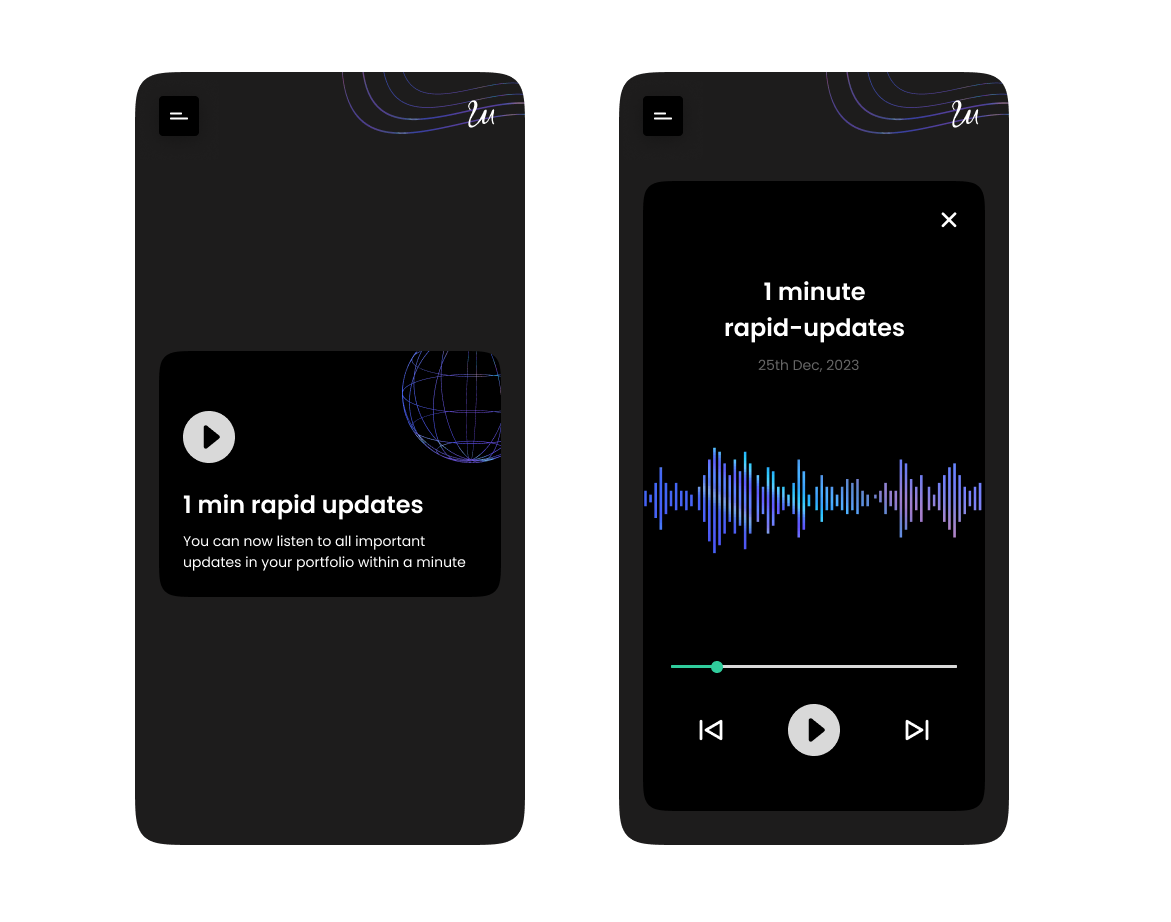 1 min rapid updates
You can now listen to all important
updates in your portfolio within a minute
1 minute
rapid-updates
25th Dec, 2023